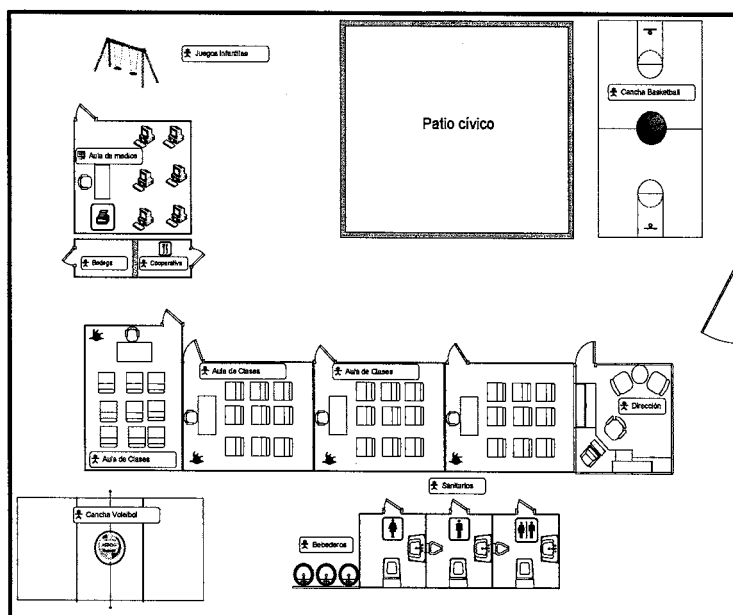 Juegos Infantiles
Cancha Basketball
Patio cívico
Aula de medios
Bodega
Cooperativa
Aula de Clases
Aula de Clases
Dirección
Aula de Clases
Sanitarios
Cancha Voleibol
Bebederos